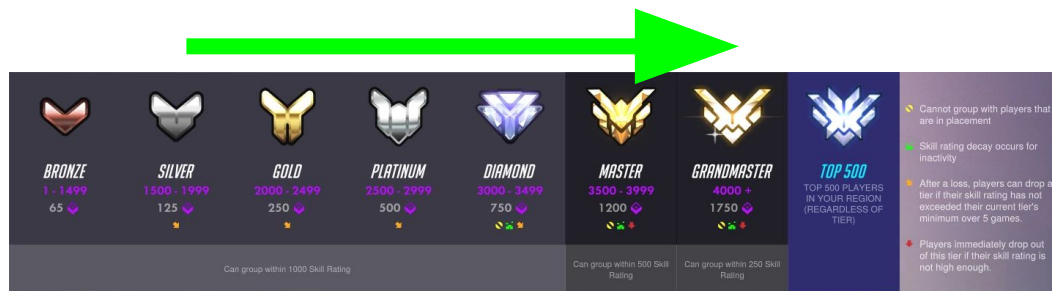 BRONZE
1 - 1499
65
SILVER
1500 - 1999
125
GOLD
2000 - 2499
250
PLATINUM
2500 - 2999
500
DIAMOND
3000 - 3499
750
MASTER
3500 - 3999
1200
GRANDMASTER
4000 +
1750
TOP 500
TOP 500 PLAYERS
IN YOUR REGION
(REGARDLESS OF
TIER)
Can group within 1000 Skill Rating
Can group within 500 Skill
Rating
Can group within 250 Skill
Rating
Cannot group with players that
are in placement
Skill rating decay occurs for
inactivity
After a loss, players can drop a
tier if their skill rating has not
exceeded their current tier's
minimum over 5 games.
Players immediately drop out
of this tier if their skill rating is
not high enough.